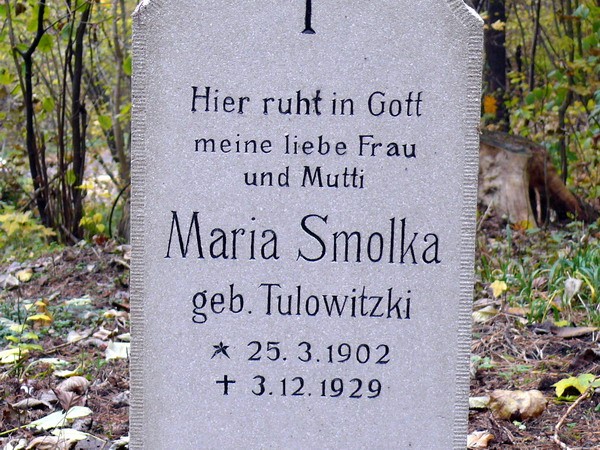 Hier ruht in Gott
meine liebe Frau
und Mutti
Maria Smolka
geb. Tulowitzki
* 25.3.1902
† 3.12.1929